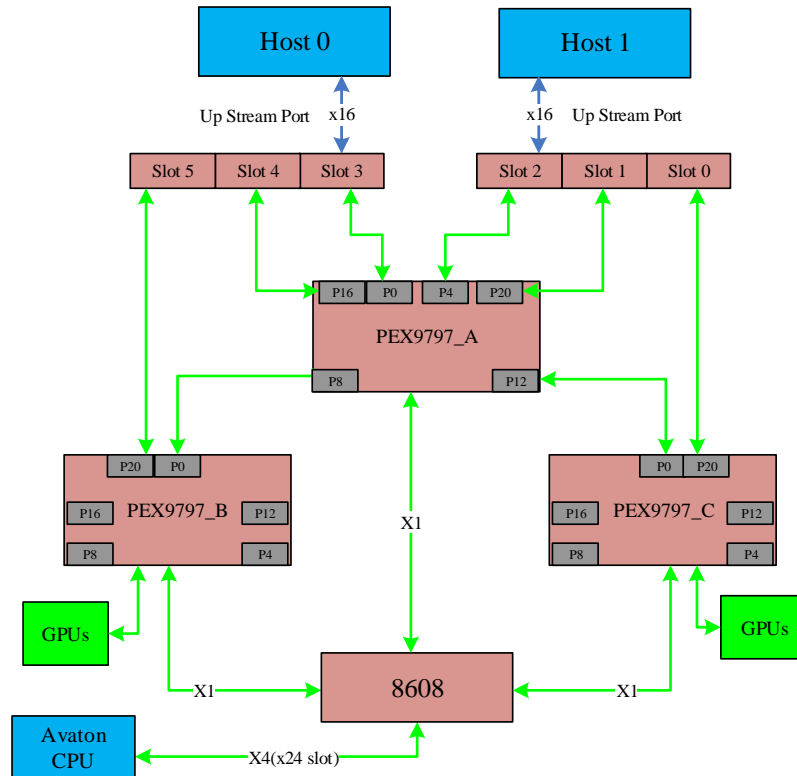 Host 0
Host 1
Up Stream Port
x16
x16
Up Stream Port
Slot 5
Slot 4
Slot 3
Slot 2
Slot 1
Slot 0
P16
P0
P4
P20
PEX9797_A
P8
P12
P20
P0
PEX9797_B
P16
P12
P8
P4
P0
P20
PEX9797_C
P16
P12
P8
P4
X1
GPUs
GPUs
X1
8608
X1
Avaton
CPU
X4(x24 slot)